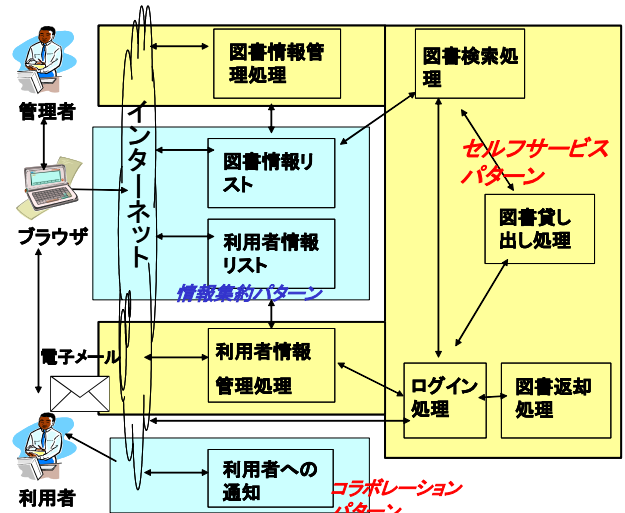 管理者
ブラウザ
電子メール
利用者
インターネット
図書情報管
理処理
図書情報リ
スト
利用者情報
リスト
情報集約パターン
利用者情報
管理処理
利用者への
通知
コラボレーション
パターン
図書検索処
理
セルフサービス
パターン
図書貸し
出し処理
ログイン
処理
図書返却
処理